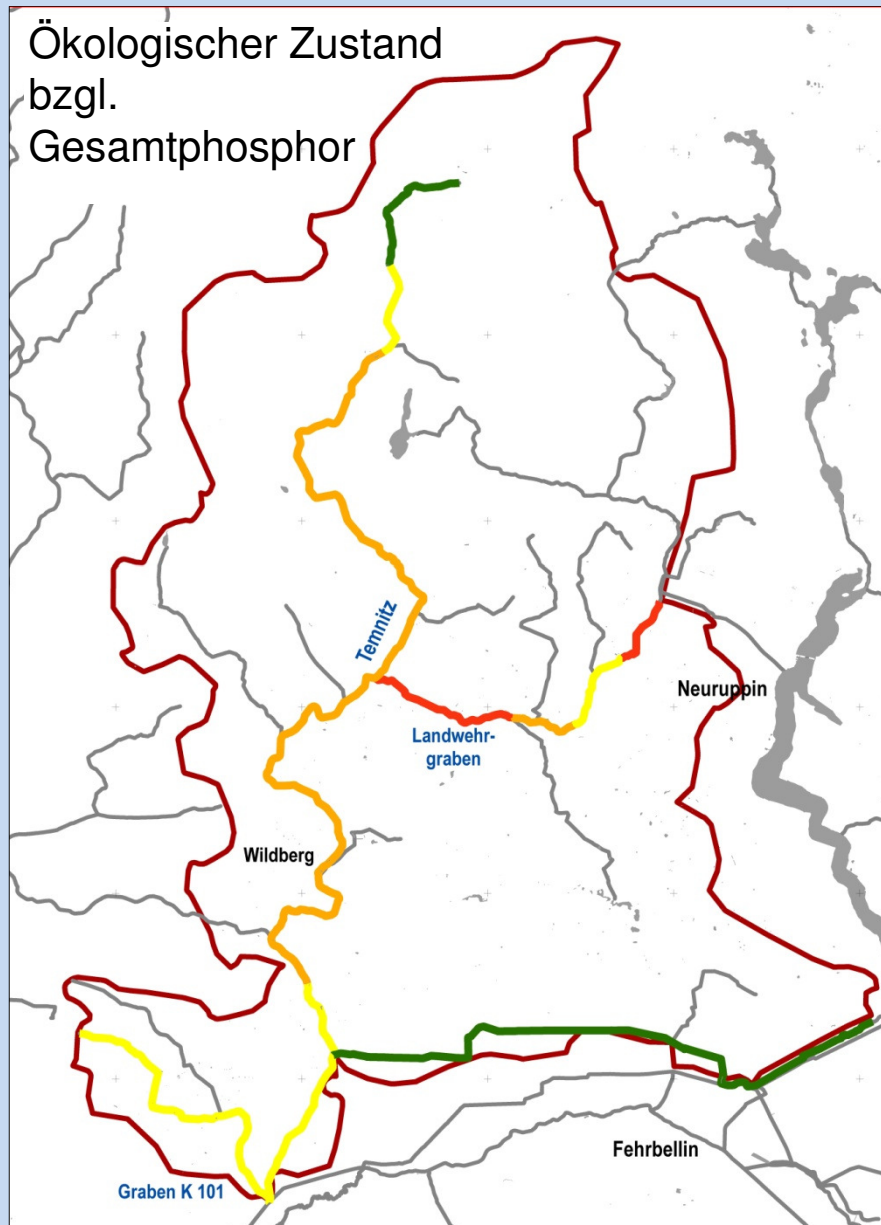 Ökologischer Zustand
bzgl.
Gesamtphosphor
Temnitz
Neuruppin
Landwehr-
graben
Wildberg
Fehrbellin
Graben K 101